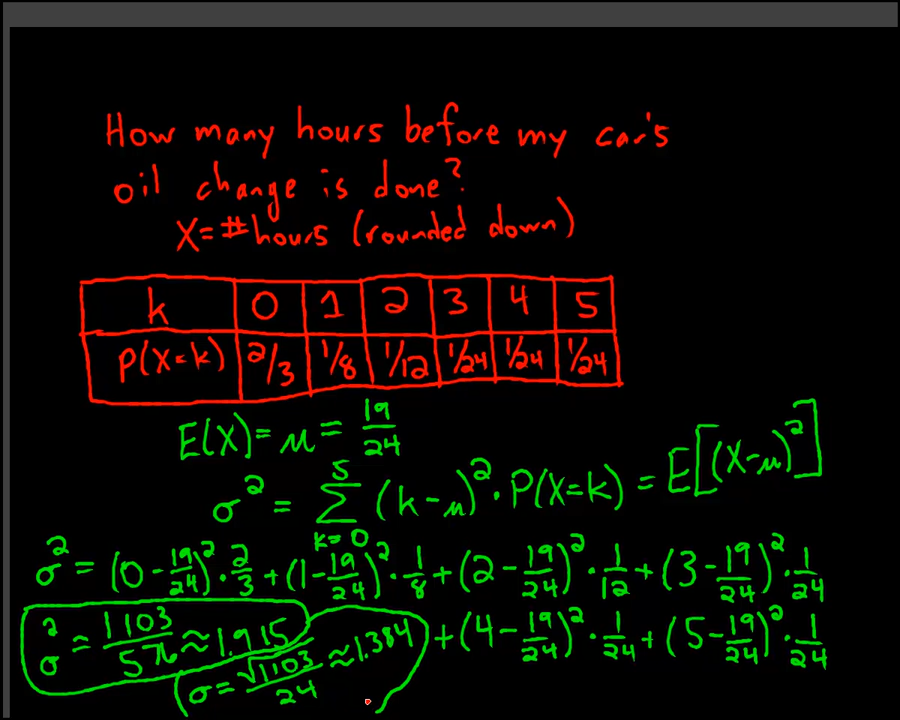 How many hours before my car's
oil change is done?
X = # hours (rounded down)
k 0 1 2 3 4 5
P(X=k) 2/3 1/8 1/12 1/24 1/24 1/24
E(X) = μ = 19/24
σ² = Σ_{k=0}^{5} (k-μ)² · P(X=k) = E[(X-μ)²]
σ² = (0 - 19/24)² · 2/3 + (1 - 19/24)² · 1/8 + (2 - 19/24)² · 1/12 + (3 - 19/24)² · 1/24
+ (4 - 19/24)² · 1/24 + (5 - 19/24)² · 1/24
σ² = 1103/576 ≈ 1.915
σ = √1103/24 ≈ 1.384